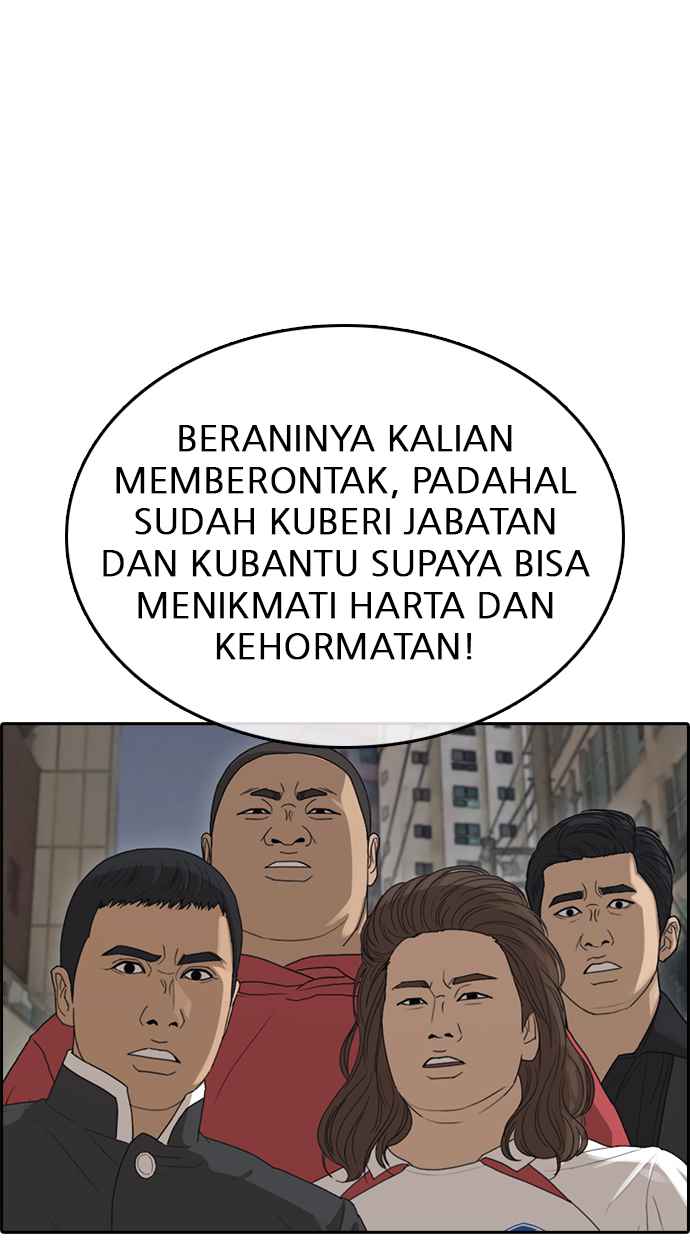 BERANINYA KALIAN
MEMBERONTAK, PADAHAL
SUDAH KUBERI JABATAN
DAN KUBANTU SUPAYA BISA
MENIKMATI HARTA DAN
KEHORMATAN!